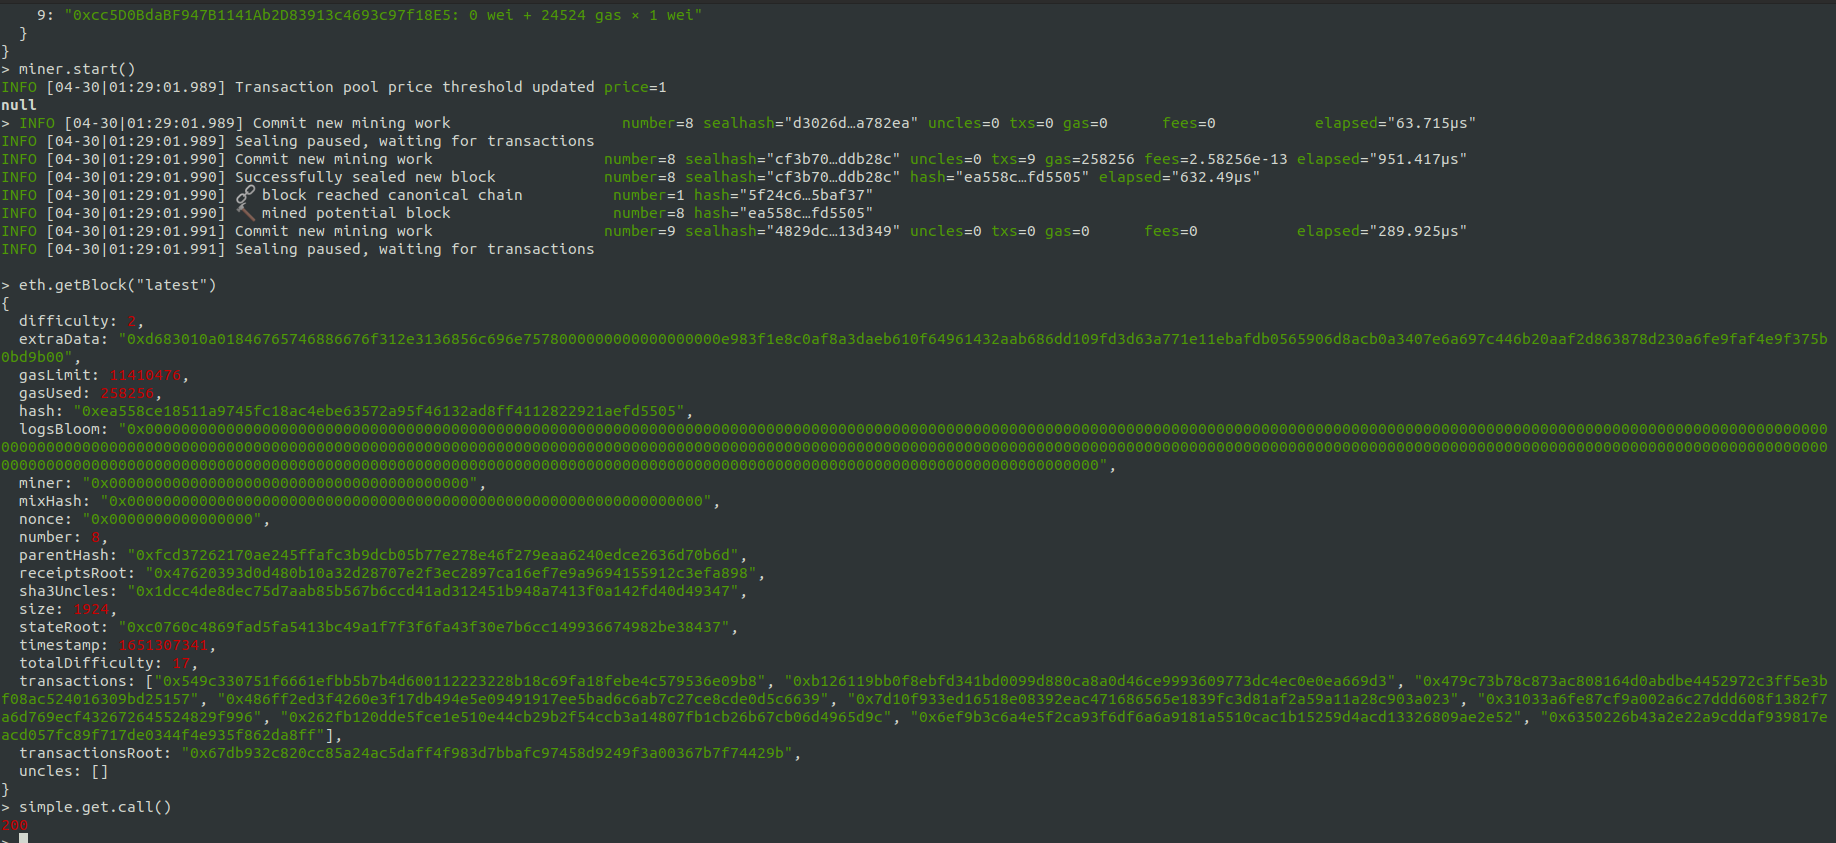 9: "0xcc5D0BdaBF947B1141Ab2D83913c4693c97f18E5: 0 wei + 24524 gas × 1 wei"
  }
}
> miner.start()
INFO [04-30|01:29:01.989] Transaction pool price threshold updated price=1
null
> INFO [04-30|01:29:01.989] Commit new mining work                   number=8 sealhash="d3026d…a782ea" uncles=0 txs=0 gas=0      fees=0           elapsed="63.715µs"
INFO [04-30|01:29:01.989] Sealing paused, waiting for transactions
INFO [04-30|01:29:01.990] Commit new mining work                   number=8 sealhash="cf3b70…ddb28c" uncles=0 txs=9 gas=258256 fees=2.58256e-13 elapsed="951.417µs"
INFO [04-30|01:29:01.990] Successfully sealed new block            number=8 sealhash="cf3b70…ddb28c" hash="ea558c…fd5505" elapsed="632.49µs"
INFO [04-30|01:29:01.990] 🔗 block reached canonical chain          number=1 hash="5f24c6…5baf37"
INFO [04-30|01:29:01.990] 🔨 mined potential block                  number=8 hash="ea558c…fd5505"
INFO [04-30|01:29:01.991] Commit new mining work                   number=9 sealhash="4829dc…13d349" uncles=0 txs=0 gas=0      fees=0           elapsed="289.925µs"
INFO [04-30|01:29:01.991] Sealing paused, waiting for transactions
> eth.getBlock("latest")
{
  difficulty: 2,
  extraData: "0xd683010a01846765746886676f312e3136856c696e7578000000000000000000e983f1e8c0af8a3daeb610f64961432aab686dd109fd3d63a771e11ebafdb0565906d8acb0a3407e6a697c446b20aaf2d863878d230a6fe9faf4e9f375b
0bd9b00",
  gasLimit: 11410476,
  gasUsed: 258256,
  hash: "0xea558ce18511a9745fc18ac4ebe63572a95f46132ad8ff4112822921aefd5505",
  logsBloom: "0x0000000000000000000000000000000000000000000000000000000000000000000000000000000000000000000000000000000000000000000000000000000000000000000000000000000000000000000000000000000000000000000
00000000000000000000000000000000000000000000000000000000000000000000000000000000000000000000000000000000000000000000000000000000000000000000000000000000000000000000000000000000000000000000000000000000000
00000000000000000000000000000000000000000000000000000000000000000000000000000000000000000000000000000000000000000000000000",
  miner: "0x0000000000000000000000000000000000000000",
  mixHash: "0x0000000000000000000000000000000000000000000000000000000000000000",
  nonce: "0x0000000000000000",
  number: 8,
  parentHash: "0xfcd37262170ae245ffafc3b9dcb05b77e278e46f279eaa6240edce2636d70b6d",
  receiptsRoot: "0x47620393d0d480b10a32d28707e2f3ec2897ca16ef7e9a9694155912c3efa898",
  sha3Uncles: "0x1dcc4de8dec75d7aab85b567b6ccd41ad312451b948a7413f0a142fd40d49347",
  size: 1924,
  stateRoot: "0xc0760c4869fad5fa5413bc49a1f7f3f6fa43f30e7b6cc149936674982be38437",
  timestamp: 1651307341,
  totalDifficulty: 17,
  transactions: ["0x549c330751f6661efbb5b7b4d600112223228b18c69fa18febe4c579536e09b8", "0xb126119bb0f8ebfd341bd0099d880ca8a0d46ce9993609773dc4ec0e0ea669d3", "0x479c73b78c873ac808164d0abdbe4452972c3ff5e3b
f08ac524016309bd25157", "0x486ff2ed3f4260e3f17db494e5e09491917ee5bad6c6ab7c27ce8cde0d5c6639", "0x7d10f933ed16518e08392eac471686565e1839fc3d81af2a59a11a28c903a023", "0x31033a6fe87cf9a002a6c27ddd608f1382f7
a6d769ecf432672645524829f996", "0x262fb120dde5fce1e510e44cb29b2f54ccb3a14807fb1cb26b67cb06d4965d9c", "0x6ef9b3c6a4e5f2ca93f6df6a6a9181a5510cac1b15259d4acd13326809ae2e52", "0x6350226b43a2e22a9cddaf939817e
acd057fc89f717de0344f4e935f862da8ff"],
  transactionsRoot: "0x67db932c820cc85a24ac5daff4f983d7bbafc97458d9249f3a00367b7f74429b",
  uncles: []
}
> simple.get.call()
200
>